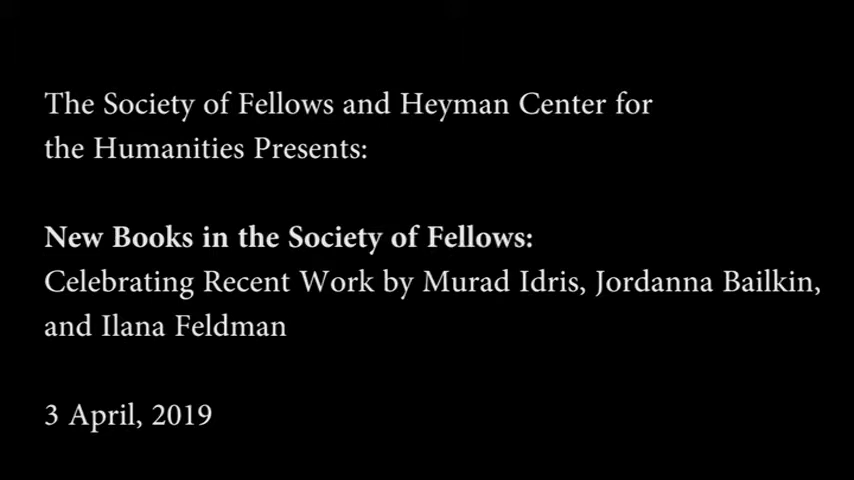 The Society of Fellows and Heyman Center for
the Humanities Presents:
New Books in the Society of Fellows:
Celebrating Recent Work by Murad Idris, Jordanna Bailkin,
and Ilana Feldman
3 April, 2019